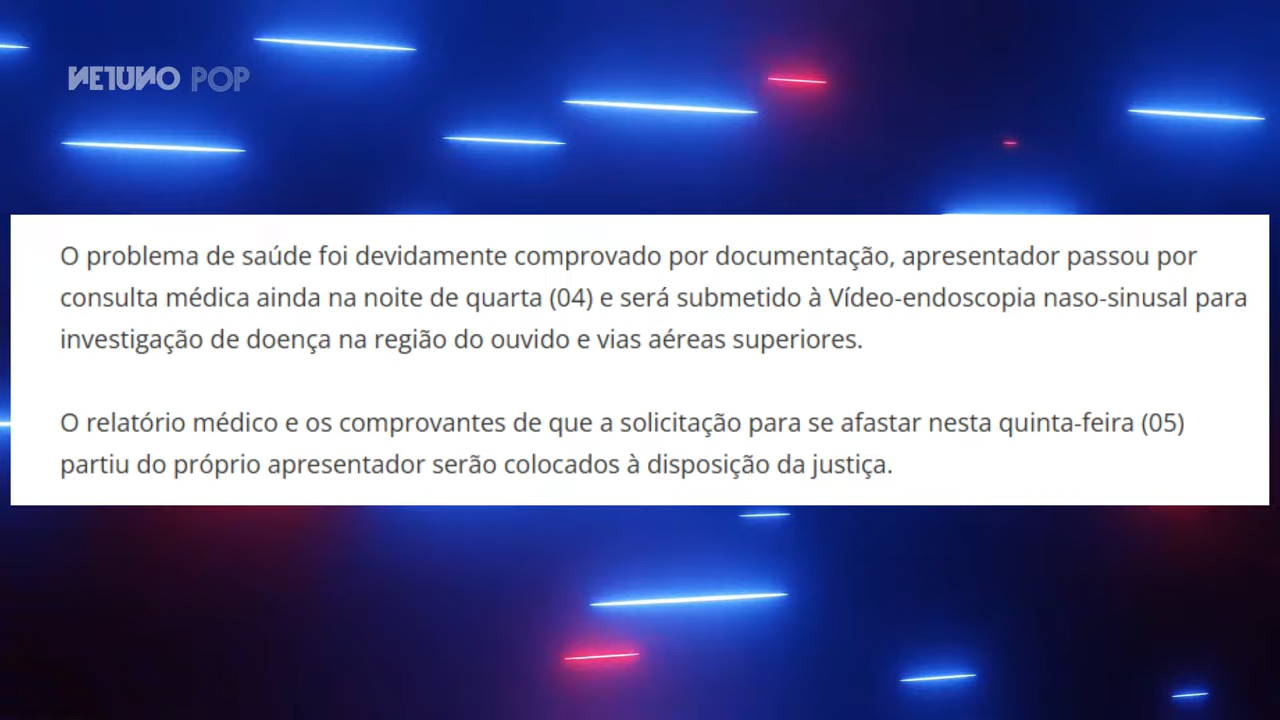 NETUNO POP
O problema de saúde foi devidamente comprovado por documentação, apresentador passou por
consulta médica ainda na noite de quarta (04) e será submetido à Vídeo-endoscopia naso-sinusal para
investigação de doença na região do ouvido e vias aéreas superiores.
O relatório médico e os comprovantes de que a solicitação para se afastar nesta quinta-feira (05)
partiu do próprio apresentador serão colocados à disposição da justiça.